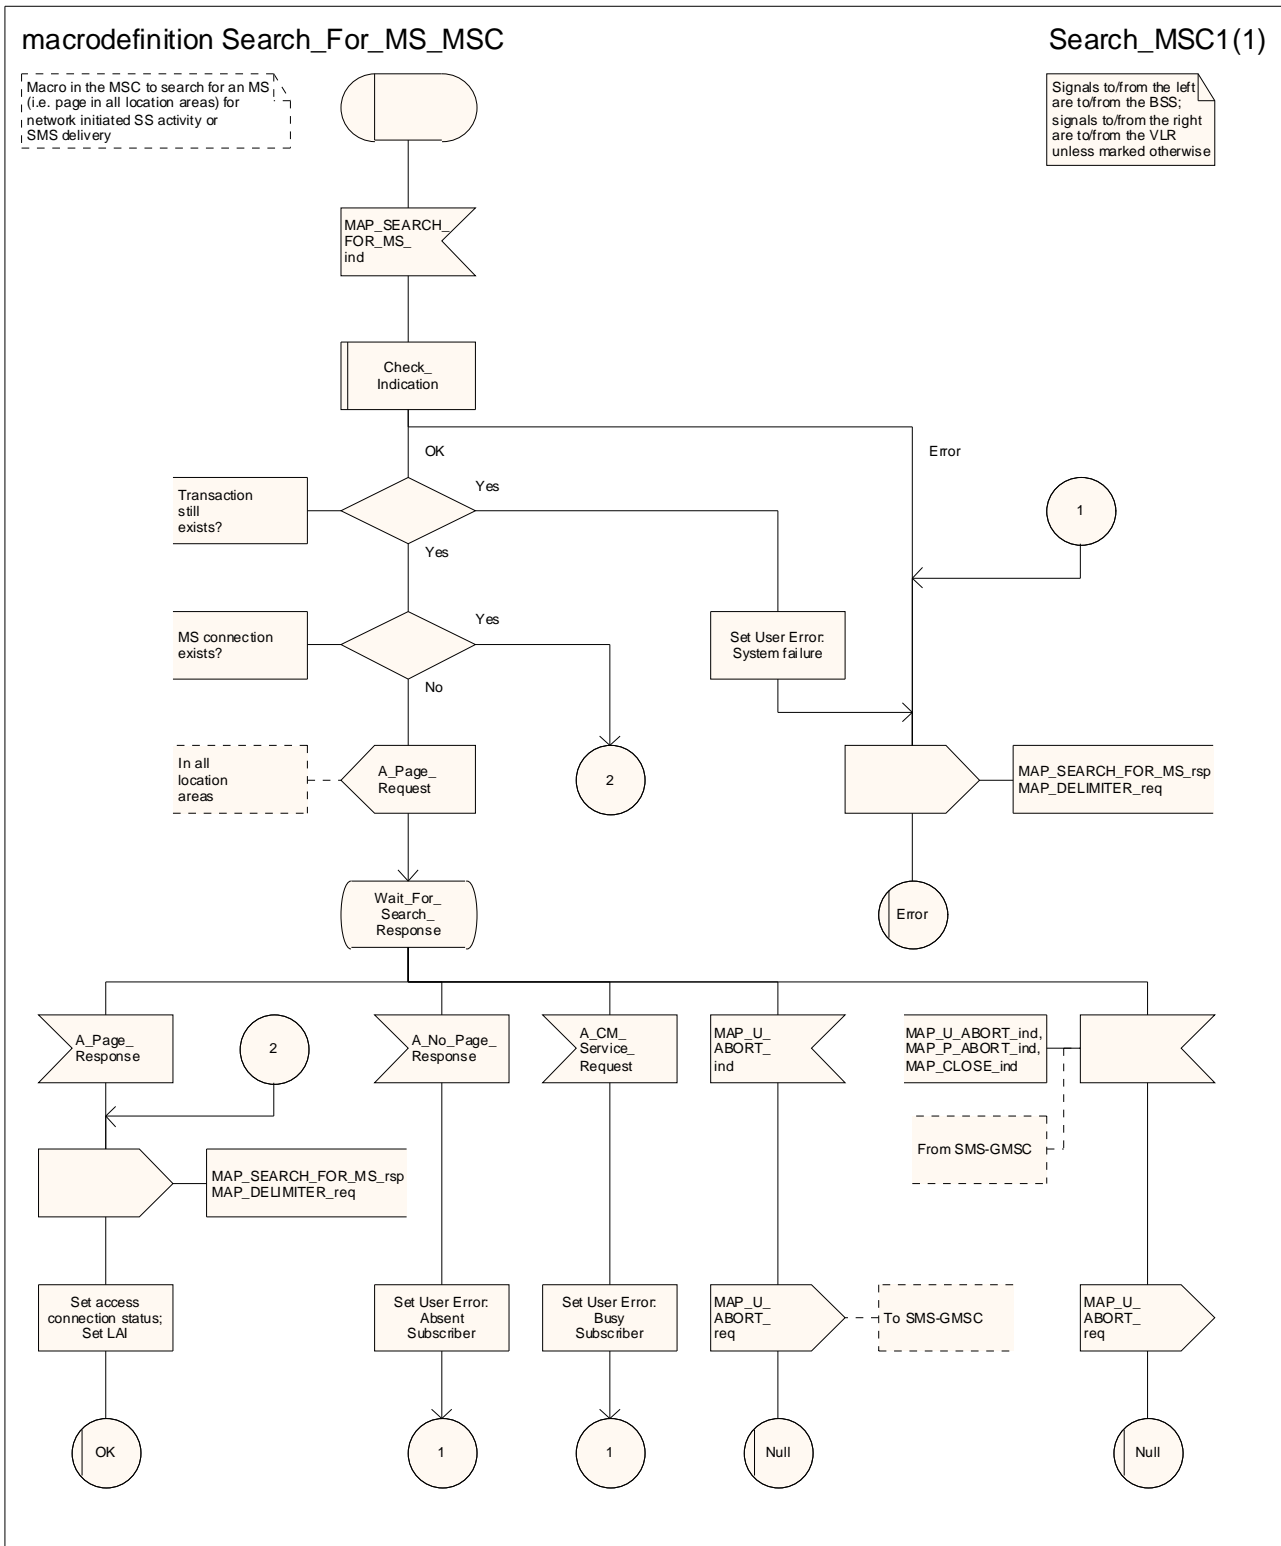 macrodefinition Search_For_MS_MSC
Search_MSC1(1)
Macro in the MSC to search for an MS
(i.e. page in all location areas) for
network initiated SS activity or
SMS delivery
Signals to/from the left
are to/from the BSS;
signals to/from the right
are to/from the VLR
unless marked otherwise
MAP_SEARCH_
FOR_MS_
ind
Check_
Indication
OK
Error
Transaction
still
exists?
Yes
1
Yes
MS connection
exists?
Yes
Set User Error:
System failure
No
In all
location
areas
A_Page_
Request
2
MAP_SEARCH_FOR_MS_rsp
MAP_DELIMITER_req
Wait_For_
Search_
Response
Error
A_Page_
Response
2
A_No_Page_
Response
A_CM_
Service_
Request
MAP_U_
ABORT_
ind
MAP_U_ABORT_ind,
MAP_P_ABORT_ind,
MAP_CLOSE_ind
From SMS-GMSC
MAP_SEARCH_FOR_MS_rsp
MAP_DELIMITER_req
Set access
connection status;
Set LAI
Set User Error:
Absent
Subscriber
Set User Error:
Busy
Subscriber
MAP_U_
ABORT_
req
To SMS-GMSC
MAP_U_
ABORT_
req
OK
1
1
Null
Null